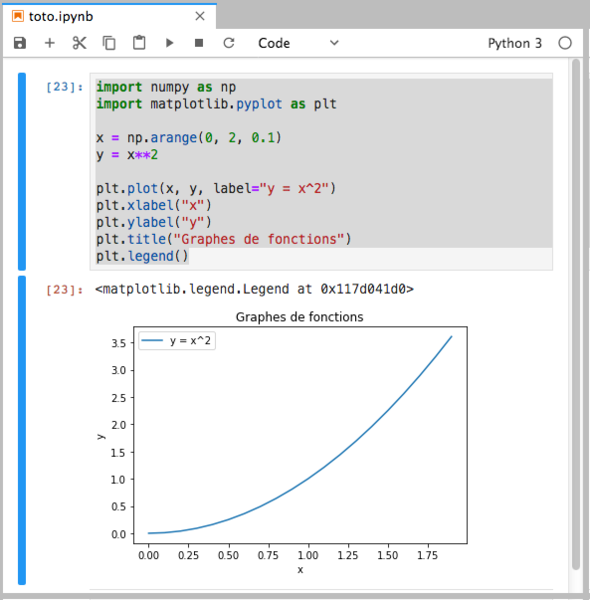 toto.ipynb
Code
Python 3
[23]: import numpy as np
import matplotlib.pyplot as plt
x = np.arange(0, 2, 0.1)
y = x**2
plt.plot(x, y, label="y = x^2")
plt.xlabel("x")
plt.ylabel("y")
plt.title("Graphes de fonctions")
plt.legend()
[23]: <matplotlib.legend.Legend at 0x117d041d0>
Graphes de fonctions
y = x^2
3.5
3.0
2.5
2.0
1.5
1.0
0.5
0.0
y
0.00 0.25 0.50 0.75 1.00 1.25 1.50 1.75
x